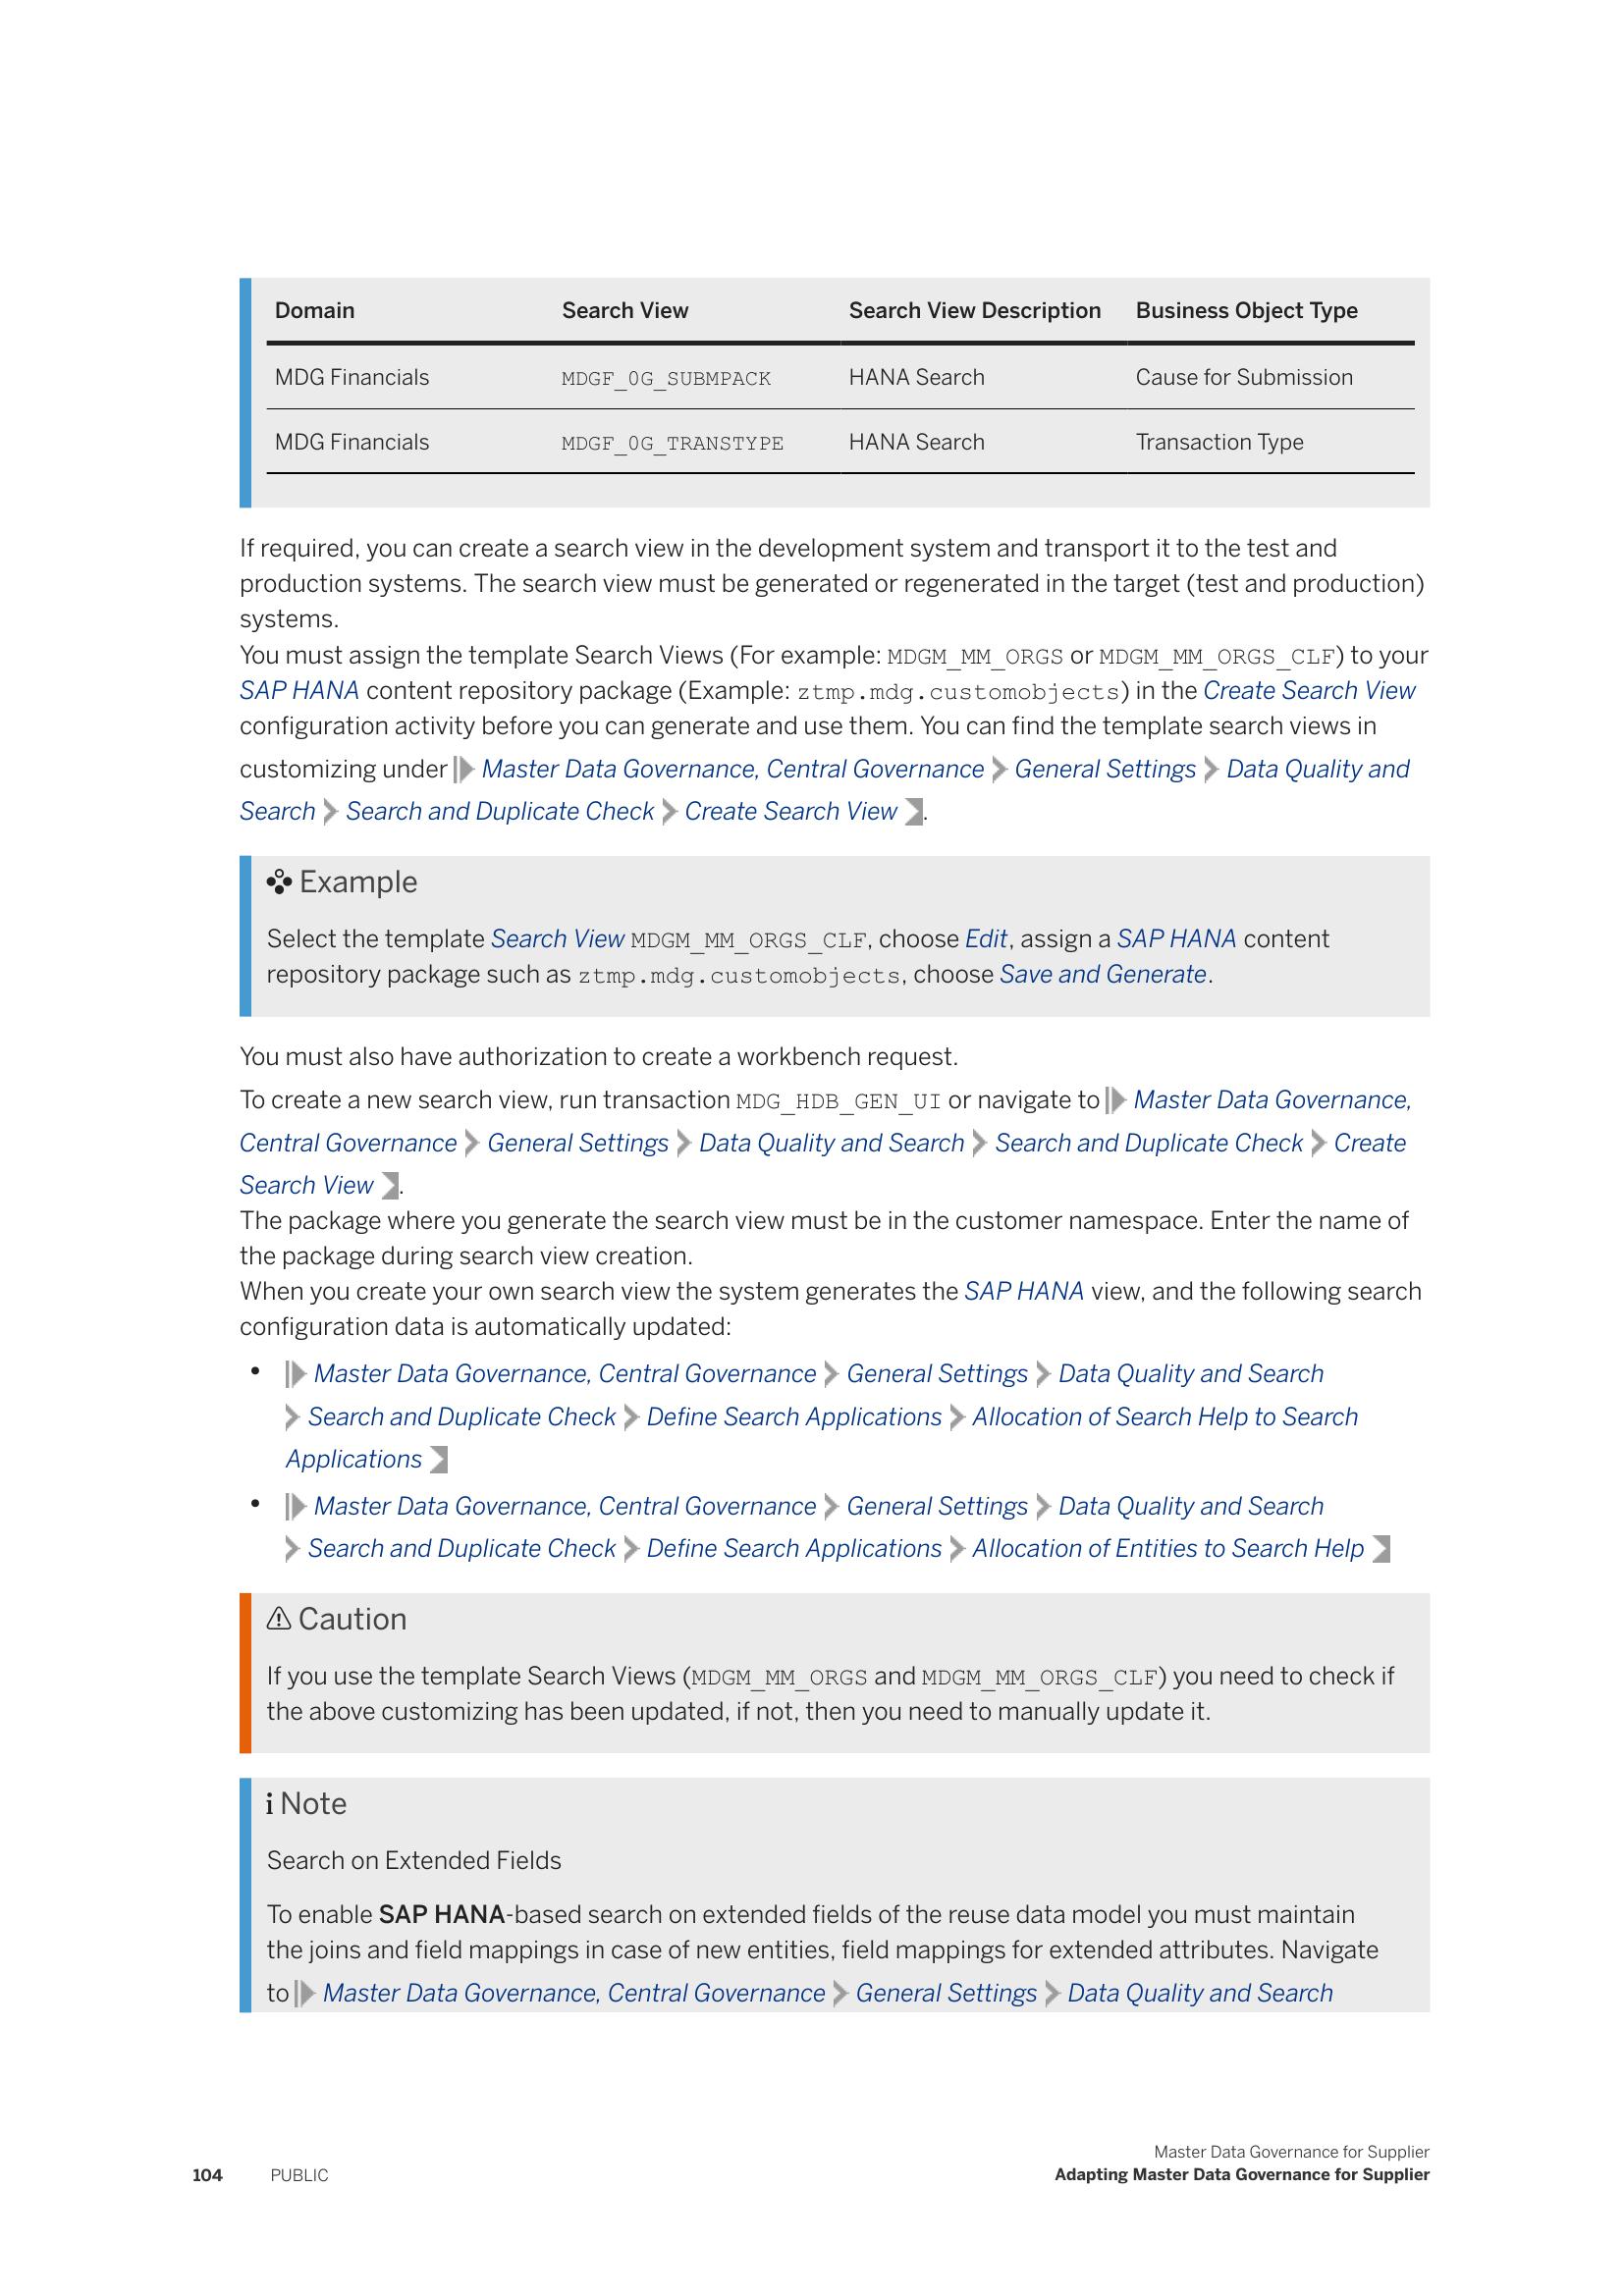 Domain Search View Search View Description Business Object Type
MDG Financials MDGF_0G_SUBMPACK HANA Search Cause for Submission
MDG Financials MDGF_0G_TRANSTYPE HANA Search Transaction Type
If required, you can create a search view in the development system and transport it to the test and
production systems. The search view must be generated or regenerated in the target (test and production)
systems.
You must assign the template Search Views (For example: MDGM_MM_ORGS or MDGM_MM_ORGS_CLF) to your
SAP HANA content repository package (Example: ztmp.mdg.customobjects) in the Create Search View
configuration activity before you can generate and use them. You can find the template search views in
customizing under Master Data Governance, Central Governance General Settings Data Quality and
Search Search and Duplicate Check Create Search View .
Example
Select the template Search View MDGM_MM_ORGS_CLF, choose Edit, assign a SAP HANA content
repository package such as ztmp.mdg.customobjects, choose Save and Generate.
You must also have authorization to create a workbench request.
To create a new search view, run transaction MDG_HDB_GEN_UI or navigate to Master Data Governance,
Central Governance General Settings Data Quality and Search Search and Duplicate Check Create
Search View .
The package where you generate the search view must be in the customer namespace. Enter the name of
the package during search view creation.
When you create your own search view the system generates the SAP HANA view, and the following search
configuration data is automatically updated:
• Master Data Governance, Central Governance General Settings Data Quality and Search
Search and Duplicate Check Define Search Applications Allocation of Search Help to Search
Applications
• Master Data Governance, Central Governance General Settings Data Quality and Search
Search and Duplicate Check Define Search Applications Allocation of Entities to Search Help
Caution
If you use the template Search Views (MDGM_MM_ORGS and MDGM_MM_ORGS_CLF) you need to check if
the above customizing has been updated, if not, then you need to manually update it.
i Note
Search on Extended Fields
To enable SAP HANA-based search on extended fields of the reuse data model you must maintain
the joins and field mappings in case of new entities, field mappings for extended attributes. Navigate
to Master Data Governance, Central Governance General Settings Data Quality and Search
Master Data Governance for Supplier
104 PUBLIC Adapting Master Data Governance for Supplier